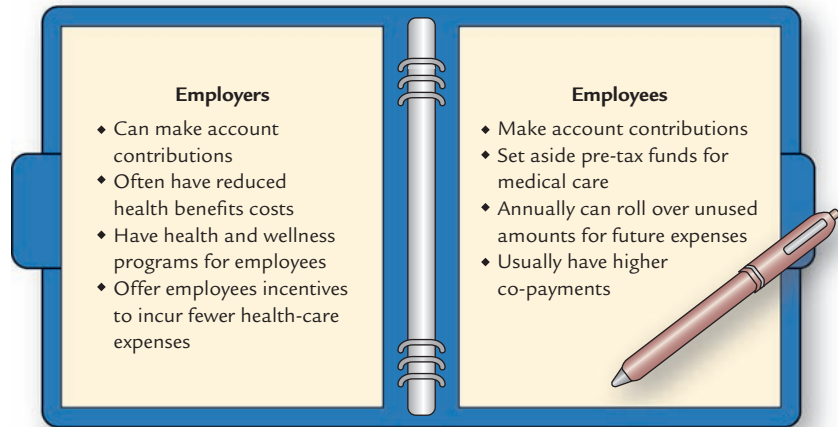 Employers
◆ Can make account
contributions
◆ Often have reduced
health benefits costs
◆ Have health and wellness
programs for employees
◆ Offer employees incentives
to incur fewer health-care
expenses
Employees
◆ Make account contributions
◆ Set aside pre-tax funds for
medical care
◆ Annually can roll over unused
amounts for future expenses
◆ Usually have higher
co-payments